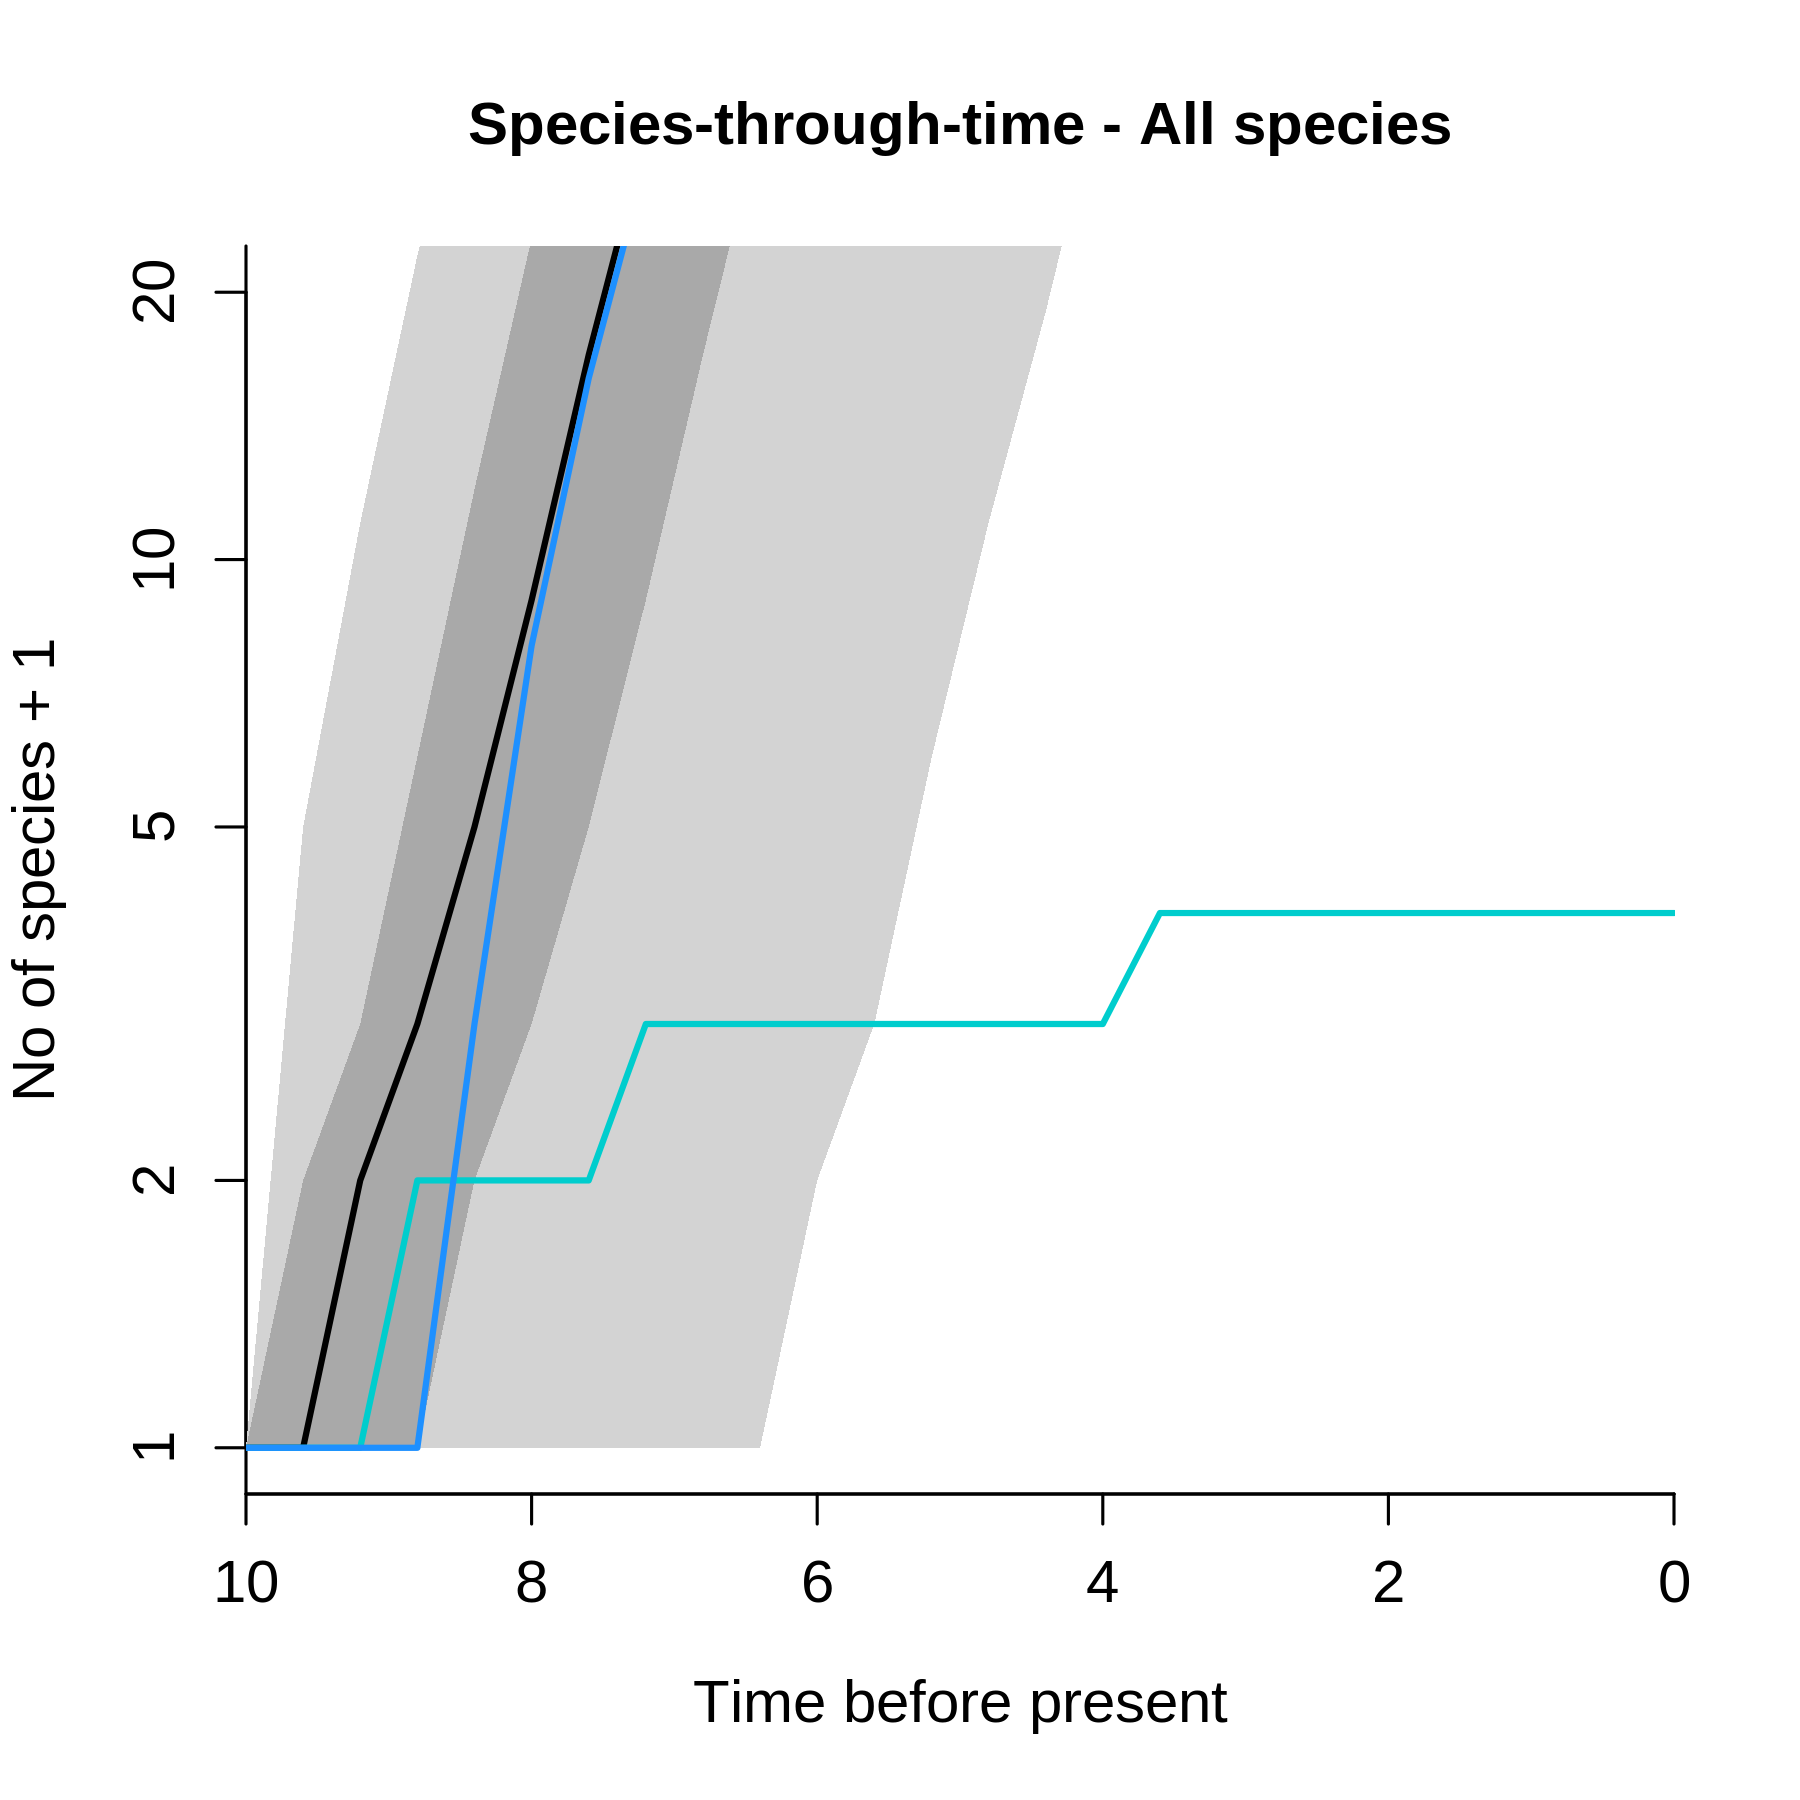 Species-through-time - All species
No of species + 1
20
10
5
2
1
10 8 6 4 2 0
Time before present